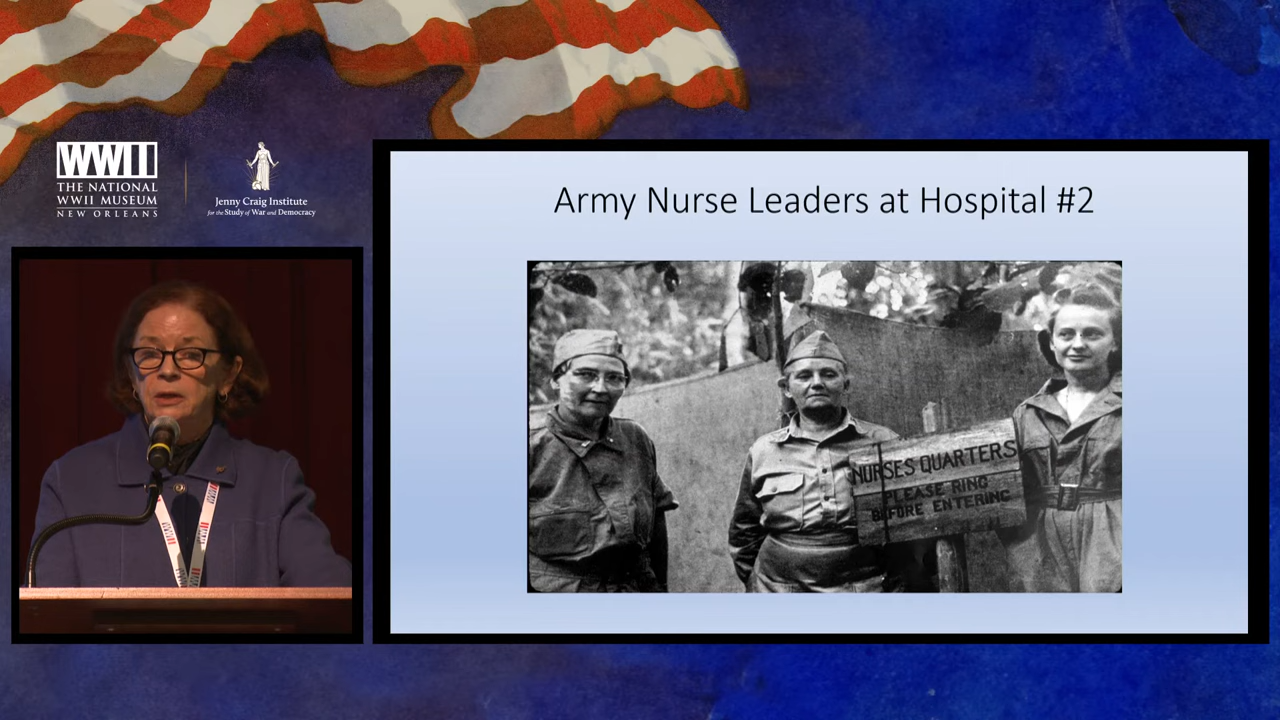 WWII
THE NATIONAL
WWII MUSEUM
NEW ORLEANS
Jenny Craig Institute
for the Study of War and Democracy
Army Nurse Leaders at Hospital #2
NURSES QUARTERS
PLEASE RING
BEFORE ENTERING